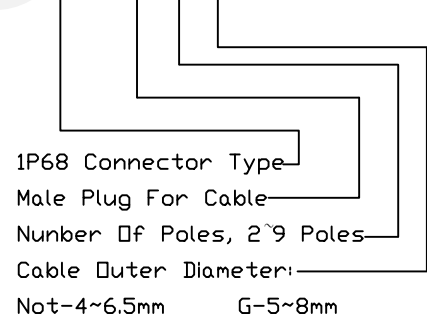 1P68 Connector Type
Male Plug For Cable
Nunber Of Poles, 2~9 Poles
Cable Outer Diameter:
Not-4~6.5mm G-5~8mm